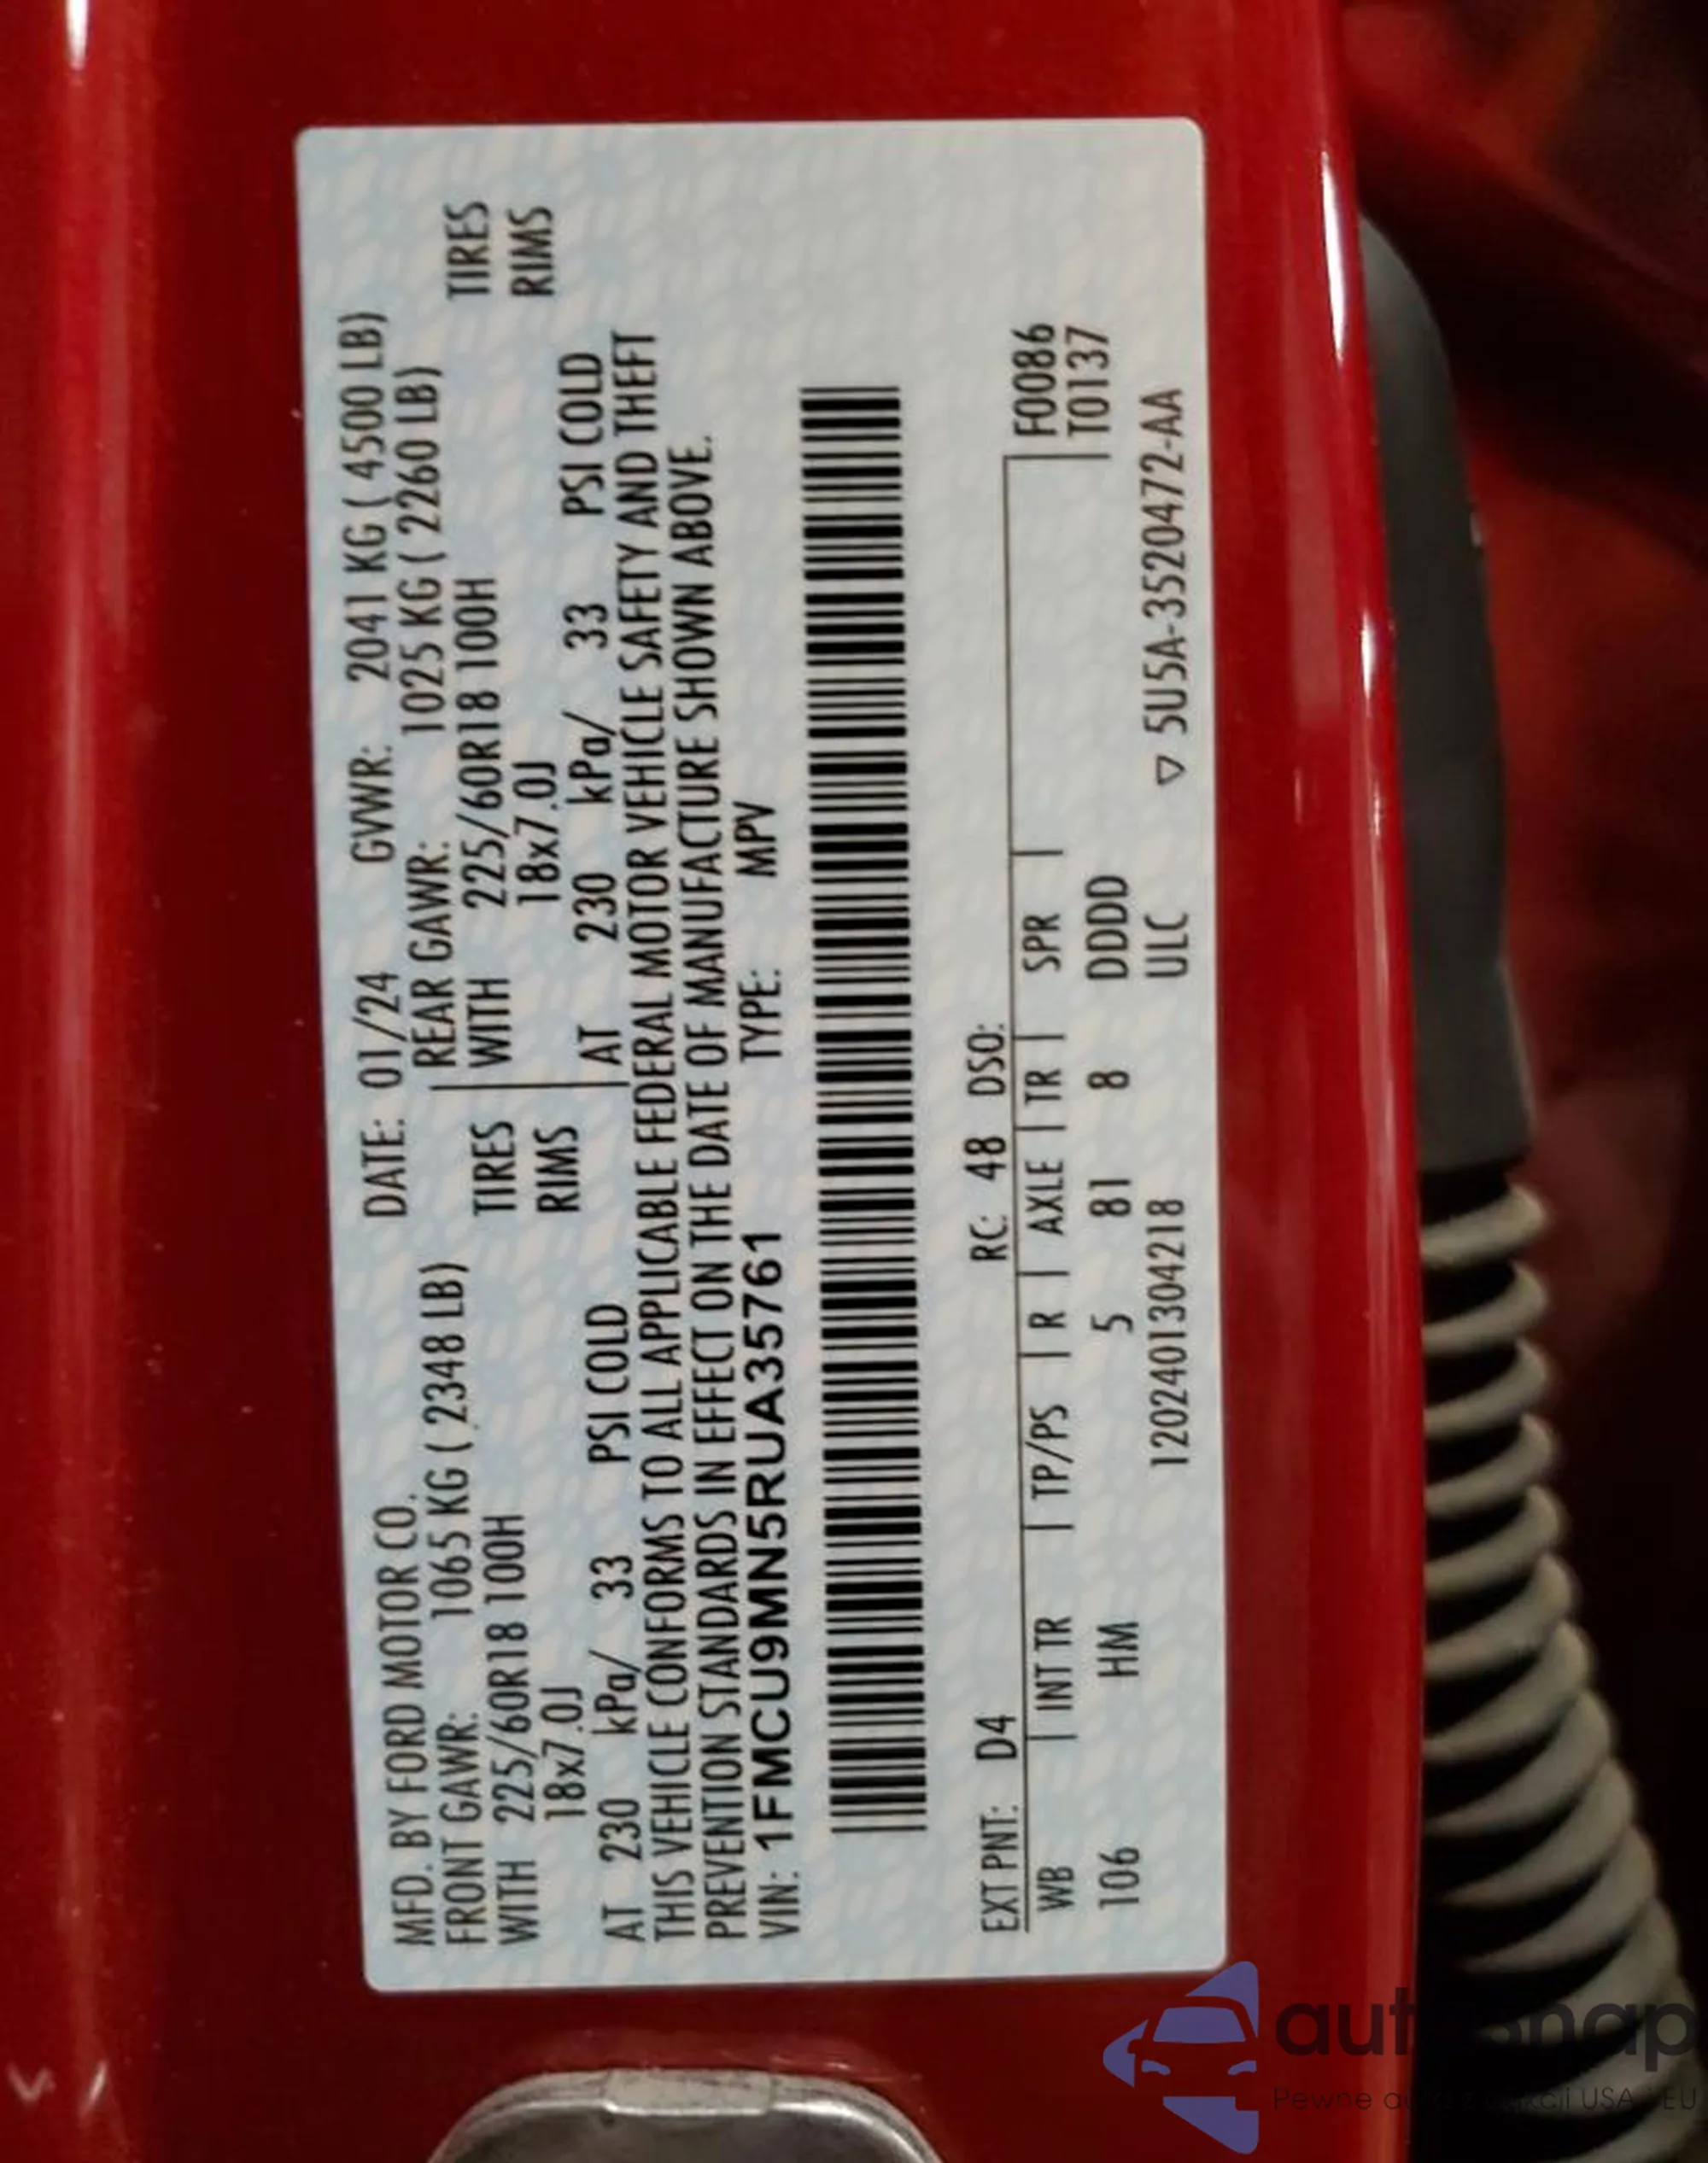 MFD. BY FORD MOTOR CO. DATE: 01/24 GVWR: 2041 KG ( 4500 LB)
FRONT GAWR: 1065 KG ( 2348 LB) REAR GAWR: 1025 KG ( 2260 LB)
WITH 225/60R18 100H TIRES WITH 225/60R18 100H TIRES
18x7.0J RIMS 18x7.0J RIMS
AT 230 kPa/ 33 PSI COLD AT 230 kPa/ 33 PSI COLD
THIS VEHICLE CONFORMS TO ALL APPLICABLE FEDERAL MOTOR VEHICLE SAFETY AND THEFT
PREVENTION STANDARDS IN EFFECT ON THE DATE OF MANUFACTURE SHOWN ABOVE.
VIN: 1FMCU9MN5RUA35761 TYPE: MPV
EXT PNT: D4 RC: 48 DSO:
WB | INT TR | TP/PS | R | AXLE | TR | SPR | F0086
106 HM 5 81 8 DDDD T0137
1202401304218 ULC ▽ 5U5A-3520472-AA
Pewne USA EU